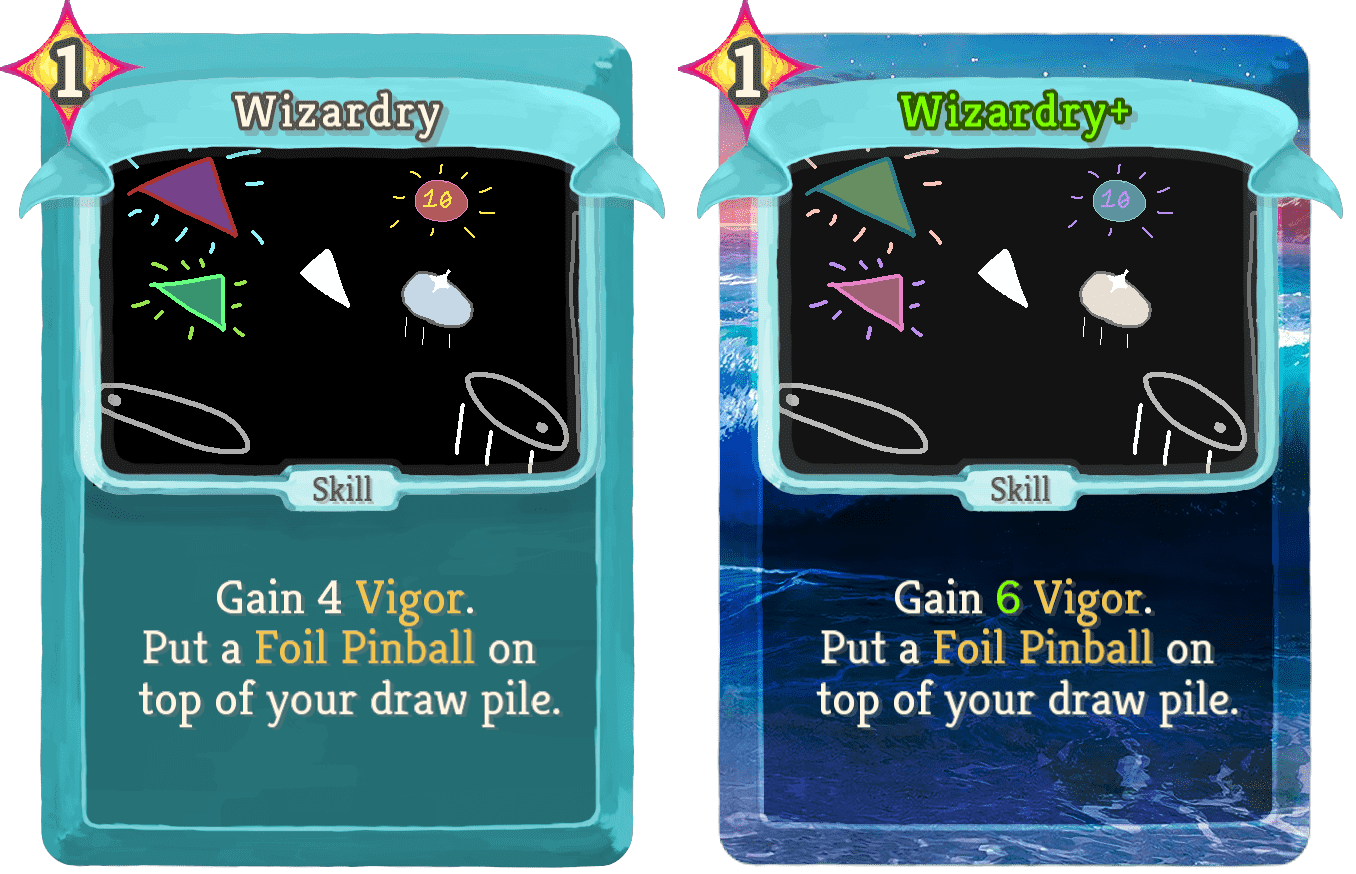 1
Wizardry
10
Skill
Gain 4 Vigor.
Put a Foil Pinball on
top of your draw pile.
1
Wizardry+
10
Skill
Gain 6 Vigor.
Put a Foil Pinball on
top of your draw pile.